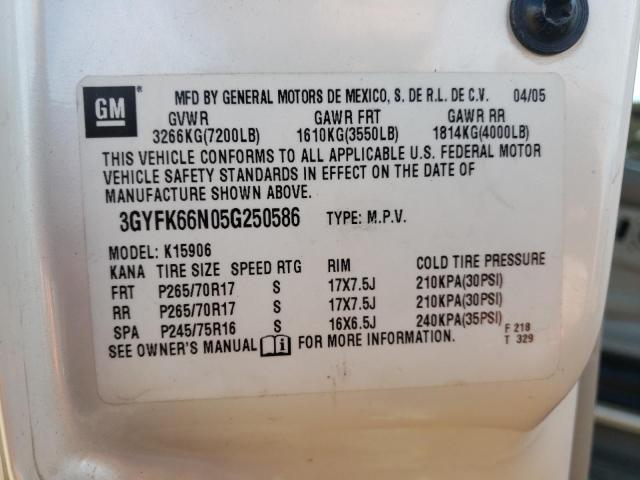 GM®
MFD BY GENERAL MOTORS DE MEXICO, S. DE R.L. DE C.V. 04/05
GVWR GAWR FRT GAWR RR
3266KG(7200LB) 1610KG(3550LB) 1814KG(4000LB)
THIS VEHICLE CONFORMS TO ALL APPLICABLE U.S. FEDERAL MOTOR
VEHICLE SAFETY STANDARDS IN EFFECT ON THE DATE OF
MANUFACTURE SHOWN ABOVE.
3GYFK66N05G250586 TYPE: M.P.V.
MODEL: K15906
KANA TIRE SIZE SPEED RTG RIM COLD TIRE PRESSURE
FRT P265/70R17 S 17X7.5J 210KPA(30PSI)
RR P265/70R17 S 17X7.5J 210KPA(30PSI)
SPA P245/75R16 S 16X6.5J 240KPA(35PSI)
SEE OWNER'S MANUAL i FOR MORE INFORMATION.
F 218
T 329